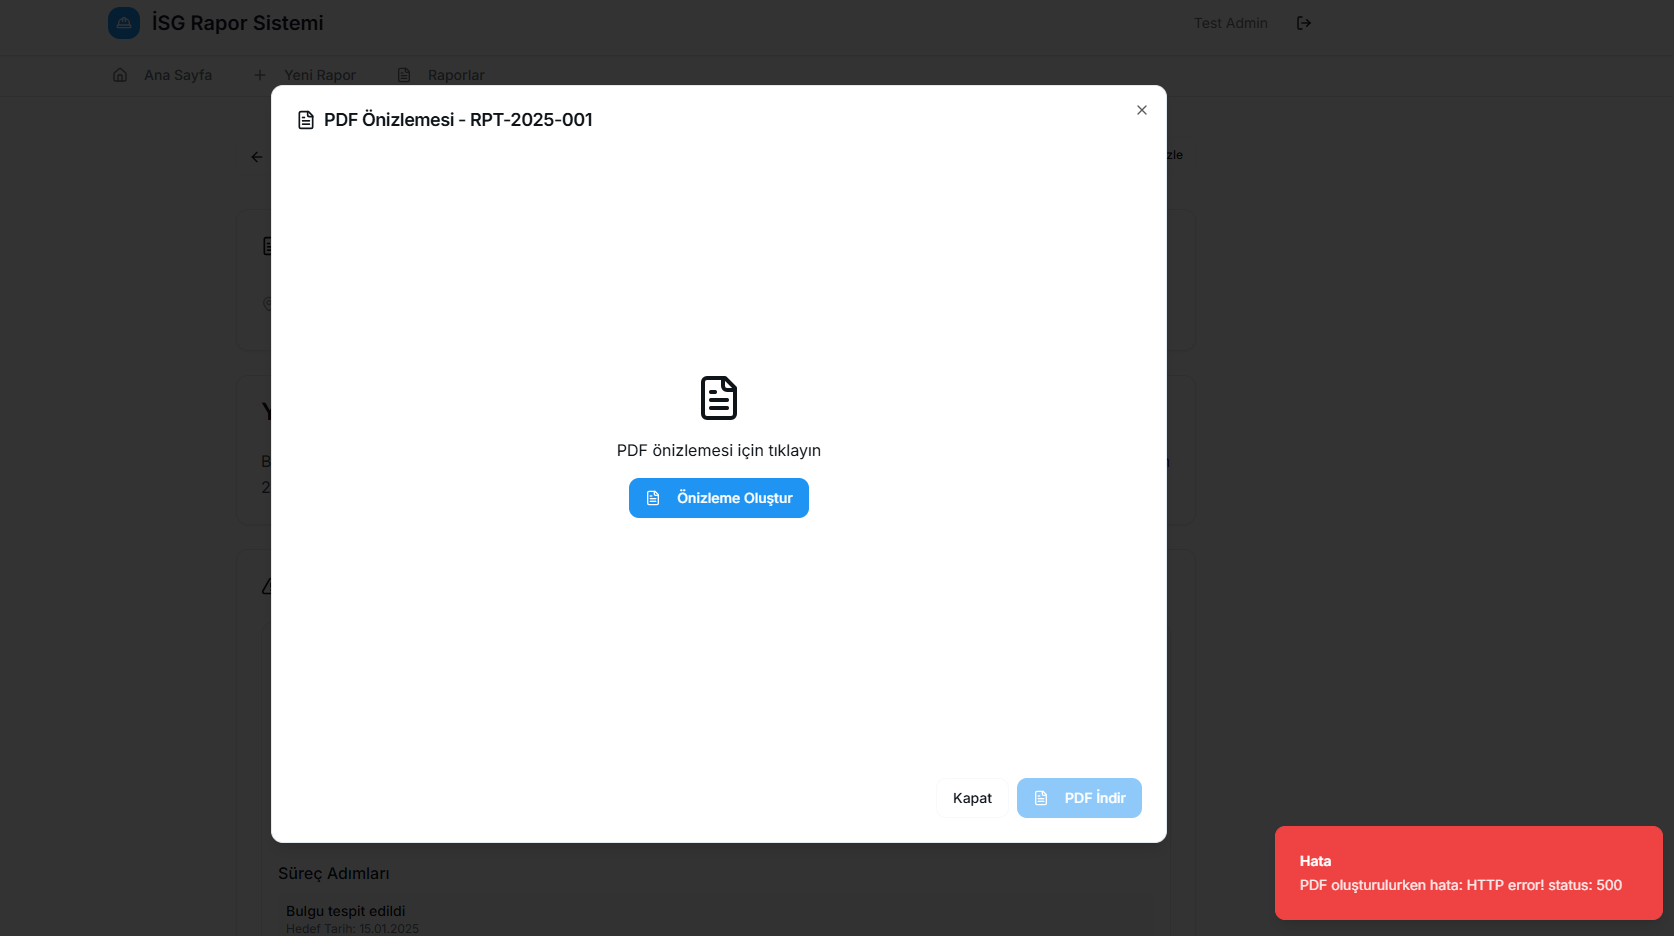 İSG Rapor Sistemi
Test Admin
Ana Sayfa
Yeni Rapor
Raporlar
PDF Önizlemesi - RPT-2025-001
PDF önizlemesi için tıklayın
Önizleme Oluştur
Kapat
PDF İndir
Süreç Adımları
Bulgu tespit edildi
Hedef Tarih: 15.01.2025
Hata
PDF oluşturulurken hata: HTTP error! status: 500